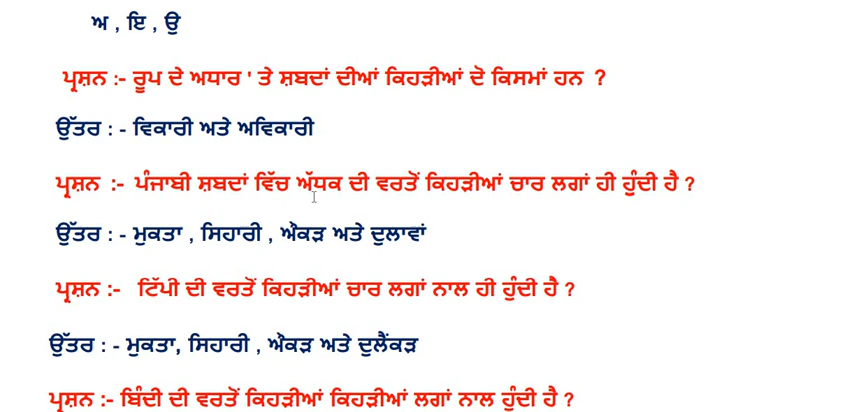 ਅ , ਇ , ਉ
ਪ੍ਰਸ਼ਨ :- ਰੂਪ ਦੇ ਅਧਾਰ ' ਤੇ ਸ਼ਬਦਾਂ ਦੀਆਂ ਕਿਹੜੀਆਂ ਦੋ ਕਿਸਮਾਂ ਹਨ ?
ਉੱਤਰ : - ਵਿਕਾਰੀ ਅਤੇ ਅਵਿਕਾਰੀ
ਪ੍ਰਸ਼ਨ :- ਪੰਜਾਬੀ ਸ਼ਬਦਾਂ ਵਿੱਚ ਅੱਧਕ ਦੀ ਵਰਤੋਂ ਕਿਹੜੀਆਂ ਚਾਰ ਲਗਾਂ ਹੀ ਹੁੰਦੀ ਹੈ ?
ਉੱਤਰ : - ਮੁਕਤਾ , ਸਿਹਾਰੀ , ਔਕੜ ਅਤੇ ਦੁਲਾਵਾਂ
ਪ੍ਰਸ਼ਨ :- ਟਿੱਪੀ ਦੀ ਵਰਤੋਂ ਕਿਹੜੀਆਂ ਚਾਰ ਲਗਾਂ ਨਾਲ ਹੀ ਹੁੰਦੀ ਹੈ ?
ਉੱਤਰ : - ਮੁਕਤਾ, ਸਿਹਾਰੀ , ਔਕੜ ਅਤੇ ਦੁਲੈਂਕੜ
ਪ੍ਰਸ਼ਨ :- ਬਿੰਦੀ ਦੀ ਵਰਤੋਂ ਕਿਹੜੀਆਂ ਕਿਹੜੀਆਂ ਲਗਾਂ ਨਾਲ ਹੁੰਦੀ ਹੈ ?